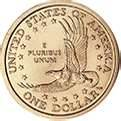 UNITED STATES OF AMERICA
E
PLURIBUS
UNUM
ONE DOLLAR